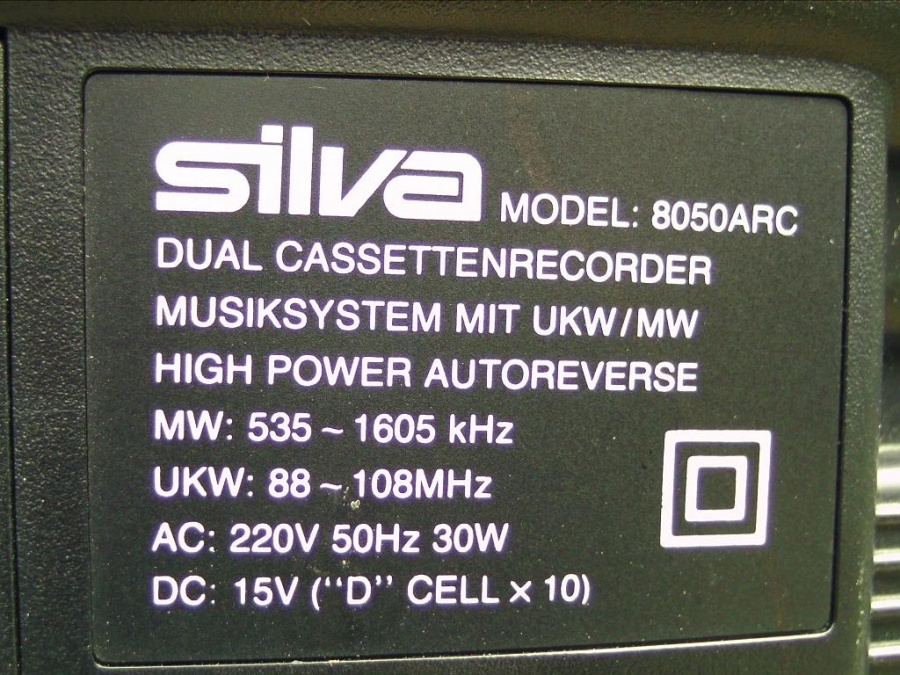 silva MODEL: 8050ARC
DUAL CASSETTENRECORDER
MUSIKSYSTEM MIT UKW/MW
HIGH POWER AUTOREVERSE
MW: 535 ~ 1605 kHz
UKW: 88 ~ 108MHz
AC: 220V 50Hz 30W
DC: 15V (“D” CELL x 10)